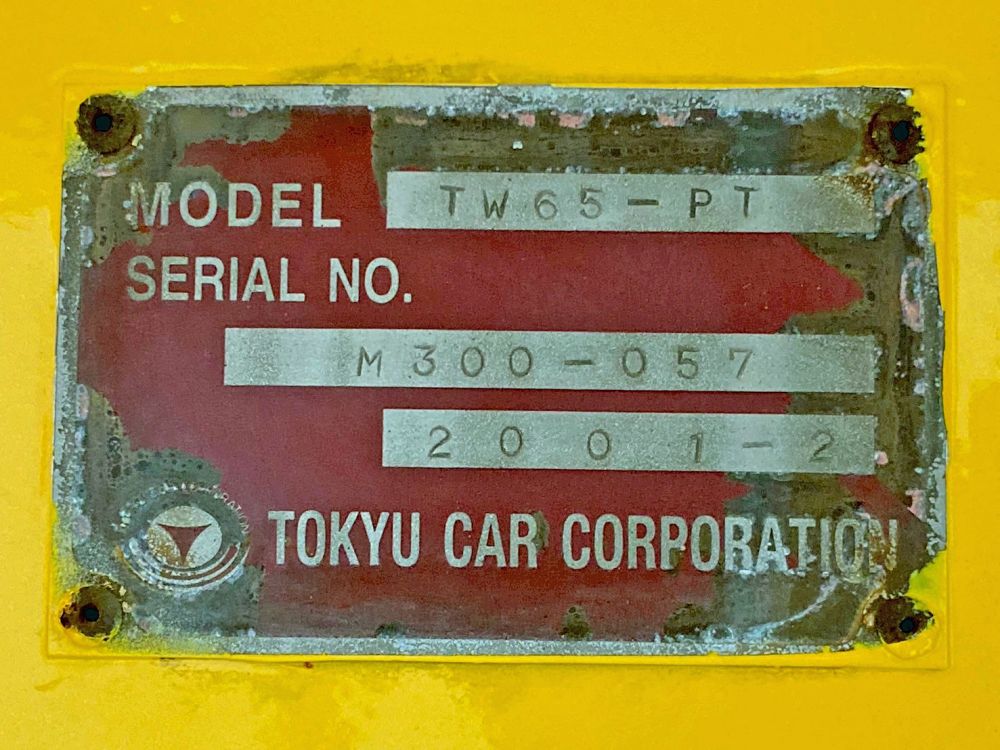 MODEL TW65-PT
SERIAL NO.
M300-057
2001-2
TOKYU CAR CORPORATION